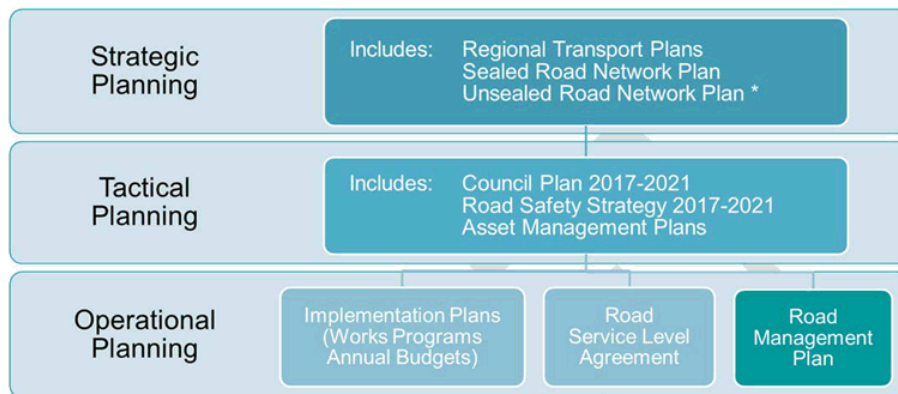 Strategic
Planning
Includes: Regional Transport Plans
Sealed Road Network Plan
Unsealed Road Network Plan *
Tactical
Planning
Includes: Council Plan 2017-2021
Road Safety Strategy 2017-2021
Asset Management Plans
Operational
Planning
Implementation Plans
(Works Programs
Annual Budgets)
Road
Service Level
Agreement
Road
Management
Plan